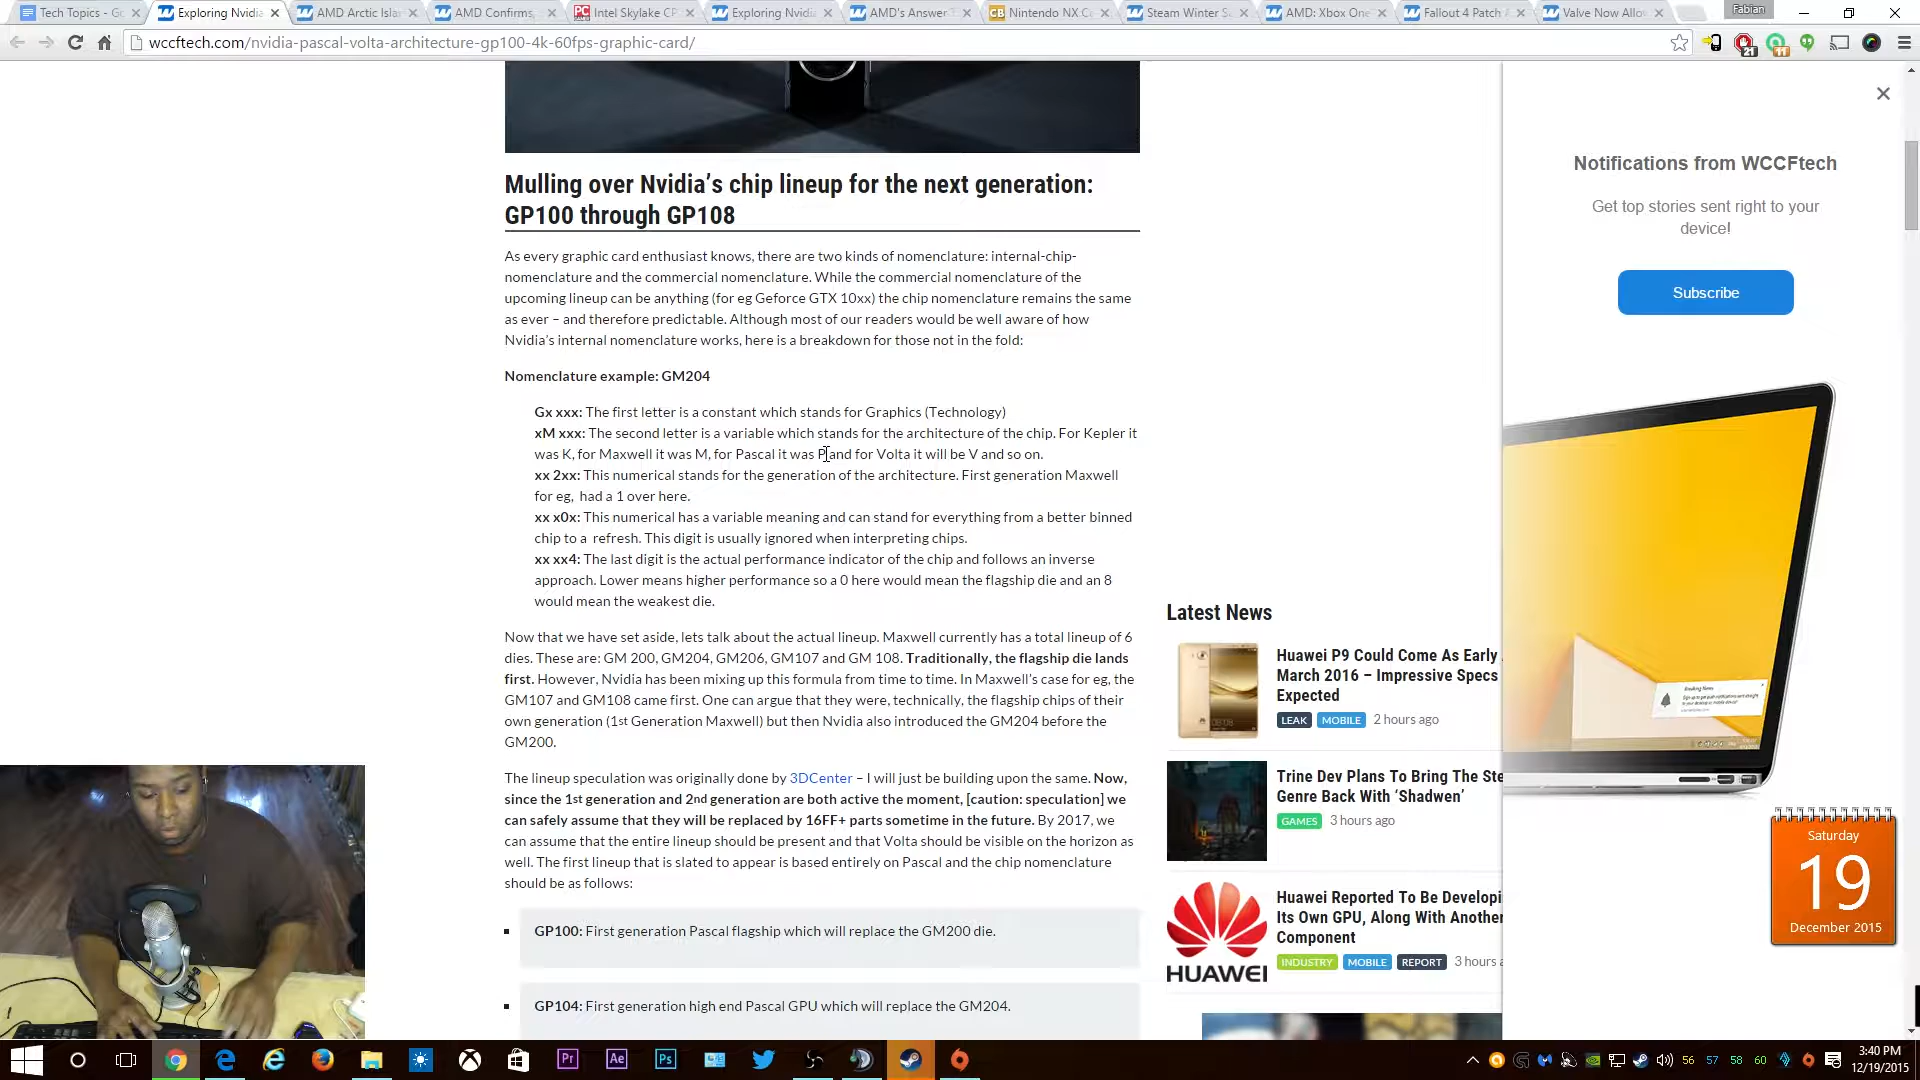 Tech Topics - Go
Exploring Nvidia
AMD Arctic Isla
AMD Confirms,
Intel Skylake CP
Exploring Nvidia
AMD's Answer T
Nintendo NX C
Steam Winter S
AMD: Xbox One
Fallout 4 Patch
Valve Now Allo
Fabian
wccftech.com/nvidia-pascal-volta-architecture-gp100-4k-60fps-graphic-card/
21
11
Mulling over Nvidia's chip lineup for the next generation:
GP100 through GP108
As every graphic card enthusiast knows, there are two kinds of nomenclature: internal-chip-
nomenclature and the commercial nomenclature. While the commercial nomenclature of the
upcoming lineup can be anything (for eg Geforce GTX 10xx) the chip nomenclature remains the same
as ever – and therefore predictable. Although most of our readers would be well aware of how
Nvidia's internal nomenclature works, here is a breakdown for those not in the fold:
Nomenclature example: GM204
Gx xxx: The first letter is a constant which stands for Graphics (Technology)
xM xxx: The second letter is a variable which stands for the architecture of the chip. For Kepler it
was K, for Maxwell it was M, for Pascal it was P and for Volta it will be V and so on.
xx 2xx: This numerical stands for the generation of the architecture. First generation Maxwell
for eg, had a 1 over here.
xx x0x: This numerical has a variable meaning and can stand for everything from a better binned
chip to a refresh. This digit is usually ignored when interpreting chips.
xx xx4: The last digit is the actual performance indicator of the chip and follows an inverse
approach. Lower means higher performance so a 0 here would mean the flagship die and an 8
would mean the weakest die.
Now that we have set aside, lets talk about the actual lineup. Maxwell currently has a total lineup of 6
dies. These are: GM 200, GM204, GM206, GM107 and GM 108. Traditionally, the flagship die lands
first. However, Nvidia has been mixing up this formula from time to time. In Maxwell's case for eg, the
GM107 and GM108 came first. One can argue that they were, technically, the flagship chips of their
own generation (1st Generation Maxwell) but then Nvidia also introduced the GM204 before the
GM200.
The lineup speculation was originally done by 3DCenter – I will just be building upon the same. Now,
since the 1st generation and 2nd generation are both active the moment, [caution: speculation] we
can safely assume that they will be replaced by 16FF+ parts sometime in the future. By 2017, we
can assume that the entire lineup should be present and that Volta should be visible on the horizon as
well. The first lineup that is slated to appear is based entirely on Pascal and the chip nomenclature
should be as follows:
GP100: First generation Pascal flagship which will replace the GM200 die.
GP104: First generation high end Pascal GPU which will replace the GM204.
Latest News
Huawei P9 Could Come As Early
March 2016 – Impressive Specs
Expected
LEAK MOBILE 2 hours ago
Trine Dev Plans To Bring The Ste
Genre Back With 'Shadwen'
GAMES 3 hours ago
HUAWEI
Huawei Reported To Be Developi
Its Own GPU, Along With Another
Component
INDUSTRY MOBILE REPORT 3 hours a
Notifications from WCCFtech
Get top stories sent right to your
device!
Subscribe
Saturday
19
December 2015
Pr
Ae
Ps
56 57 58 60
3:40 PM
12/19/2015